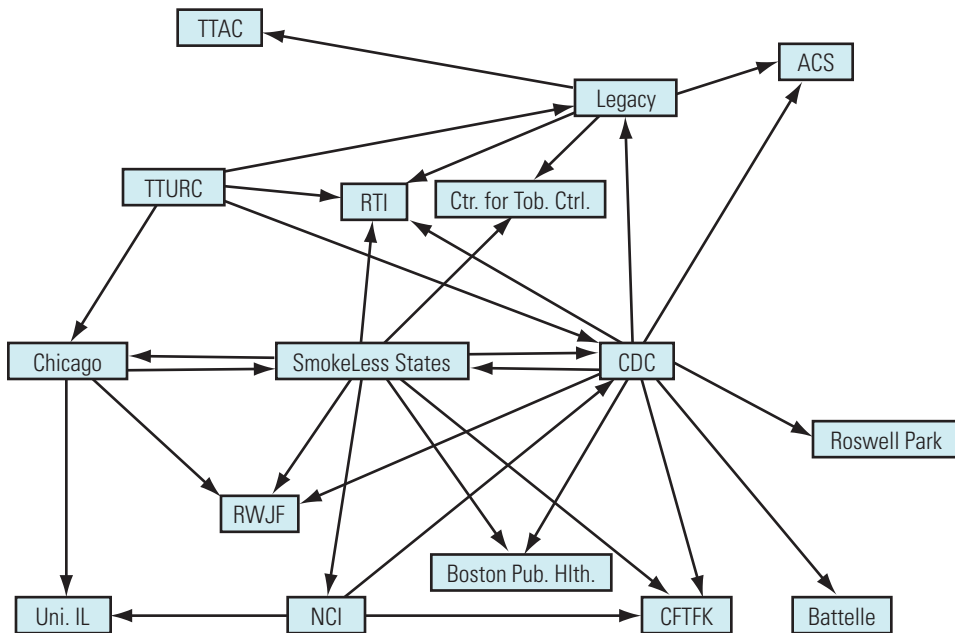 TTAC
ACS
Legacy
TTURC
RTI
Ctr. for Tob. Ctrl.
Chicago
SmokeLess States
CDC
Roswell Park
RWJF
Boston Pub. Hlth.
Uni. IL
NCI
CFTFK
Battelle